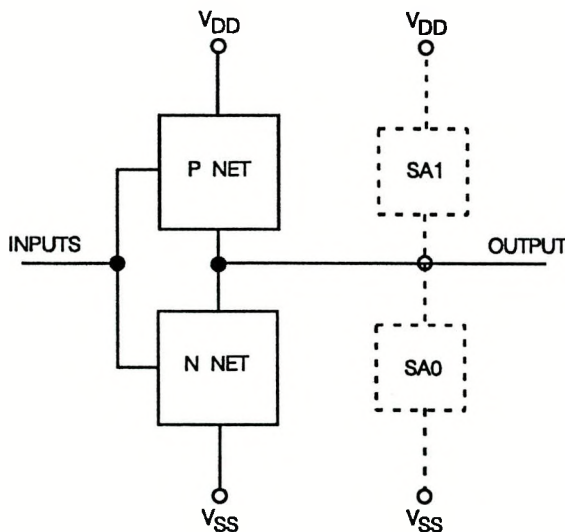 VDD
VDD
P NET
SA1
INPUTS
OUTPUT
N NET
SA0
VSS
VSS